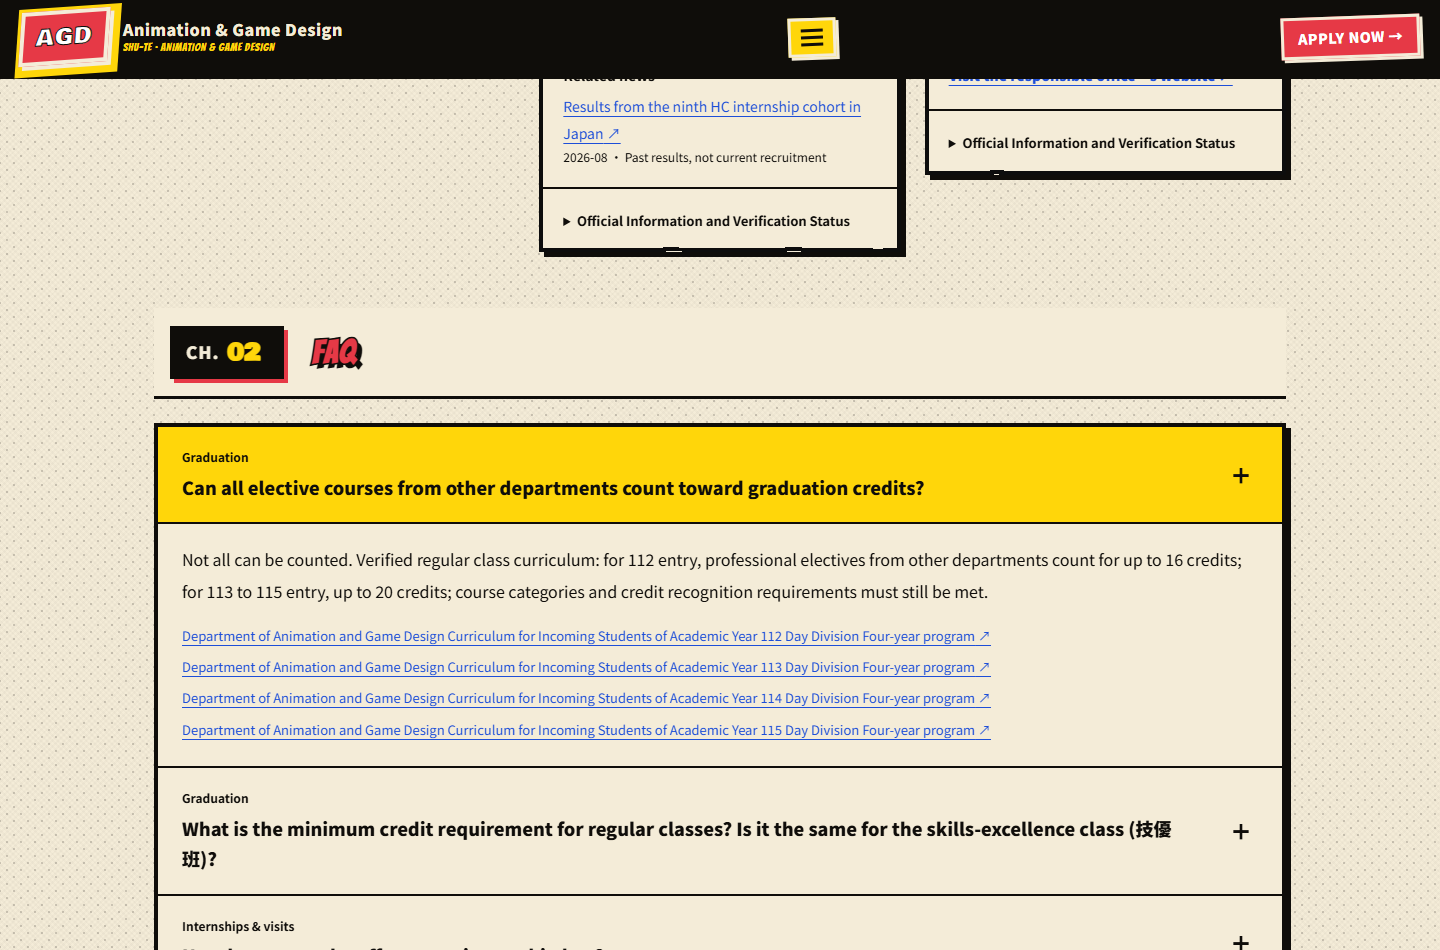 AGD
Animation & Game Design
SHU-TE · ANIMATION & GAME DESIGN
APPLY NOW →
Related news
Results from the ninth HC internship cohort in
Japan ↗
2026-08 • Past results, not current recruitment
▶ Official Information and Verification Status
▶ Official Information and Verification Status
CH. 02
FAQ
Graduation
Can all elective courses from other departments count toward graduation credits?
+
Not all can be counted. Verified regular class curriculum: for 112 entry, professional electives from other departments count for up to 16 credits;
for 113 to 115 entry, up to 20 credits; course categories and credit recognition requirements must still be met.
Department of Animation and Game Design Curriculum for Incoming Students of Academic Year 112 Day Division Four-year program ↗
Department of Animation and Game Design Curriculum for Incoming Students of Academic Year 113 Day Division Four-year program ↗
Department of Animation and Game Design Curriculum for Incoming Students of Academic Year 114 Day Division Four-year program ↗
Department of Animation and Game Design Curriculum for Incoming Students of Academic Year 115 Day Division Four-year program ↗
Graduation
What is the minimum credit requirement for regular classes? Is it the same for the skills-excellence class (技優
班)?
+
Internships & visits
+